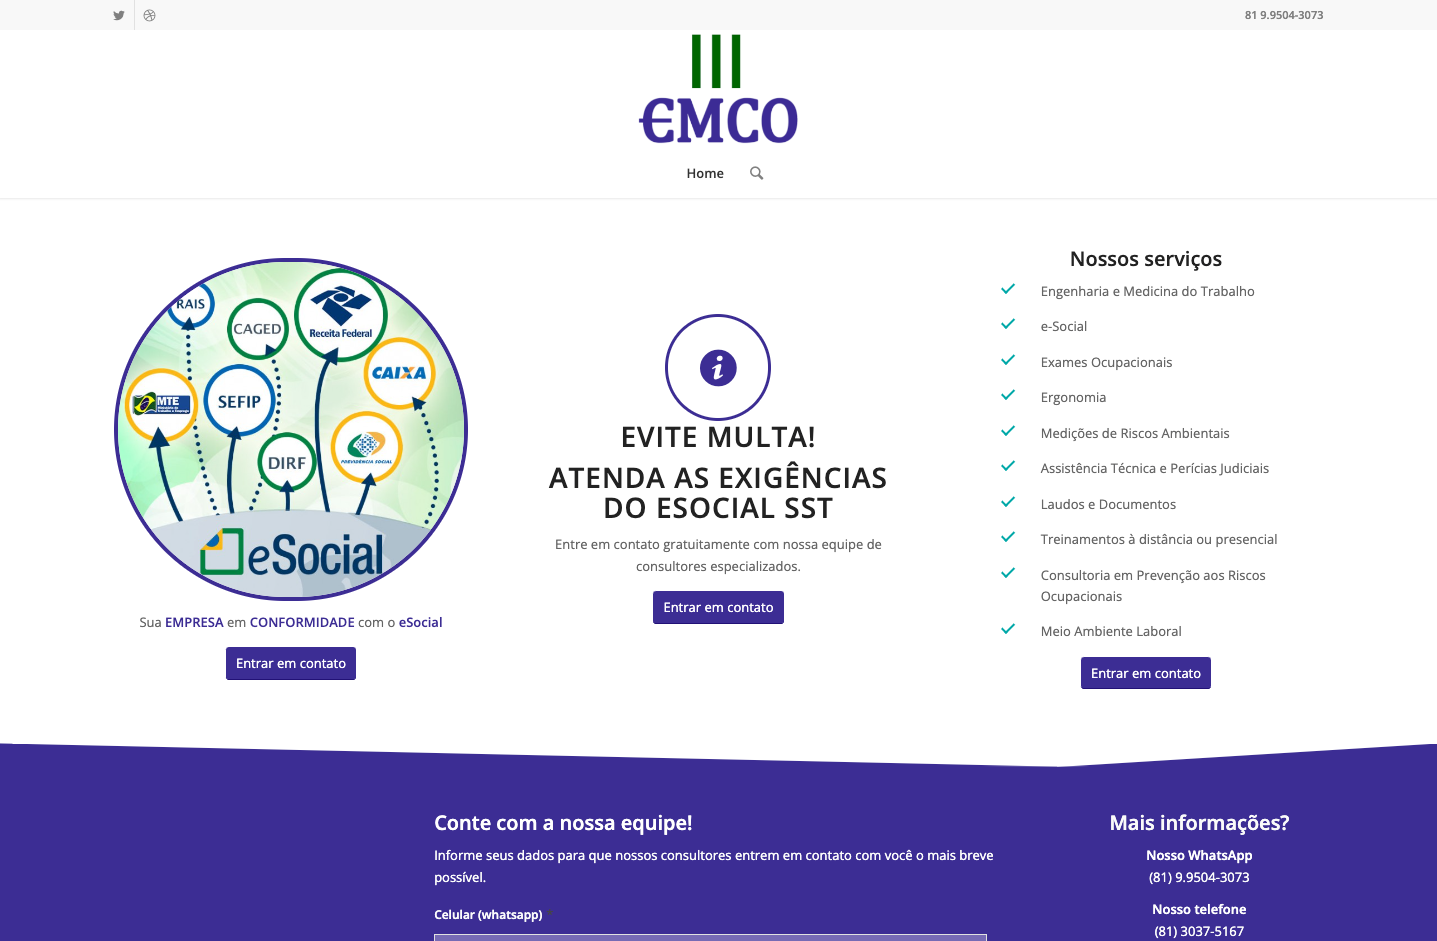 81 9.9504-3073
EMCO
Home
RAIS
CAGED
Receita Federal
CAIXA
MTE
SEFIP
DIRF
PREVIDÊNCIA SOCIAL
eSocial
Sua EMPRESA em CONFORMIDADE com o eSocial
Entrar em contato
EVITE MULTA!
ATENDA AS EXIGÊNCIAS
DO ESOCIAL SST
Entre em contato gratuitamente com nossa equipe de
consultores especializados.
Entrar em contato
Nossos serviços
Engenharia e Medicina do Trabalho
e-Social
Exames Ocupacionais
Ergonomia
Medições de Riscos Ambientais
Assistência Técnica e Perícias Judiciais
Laudos e Documentos
Treinamentos à distância ou presencial
Consultoria em Prevenção aos Riscos
Ocupacionais
Meio Ambiente Laboral
Entrar em contato
Conte com a nossa equipe!
Informe seus dados para que nossos consultores entrem em contato com você o mais breve
possível.
Celular (whatsapp) *
Mais informações?
Nosso WhatsApp
(81) 9.9504-3073
Nosso telefone
(81) 3037-5167